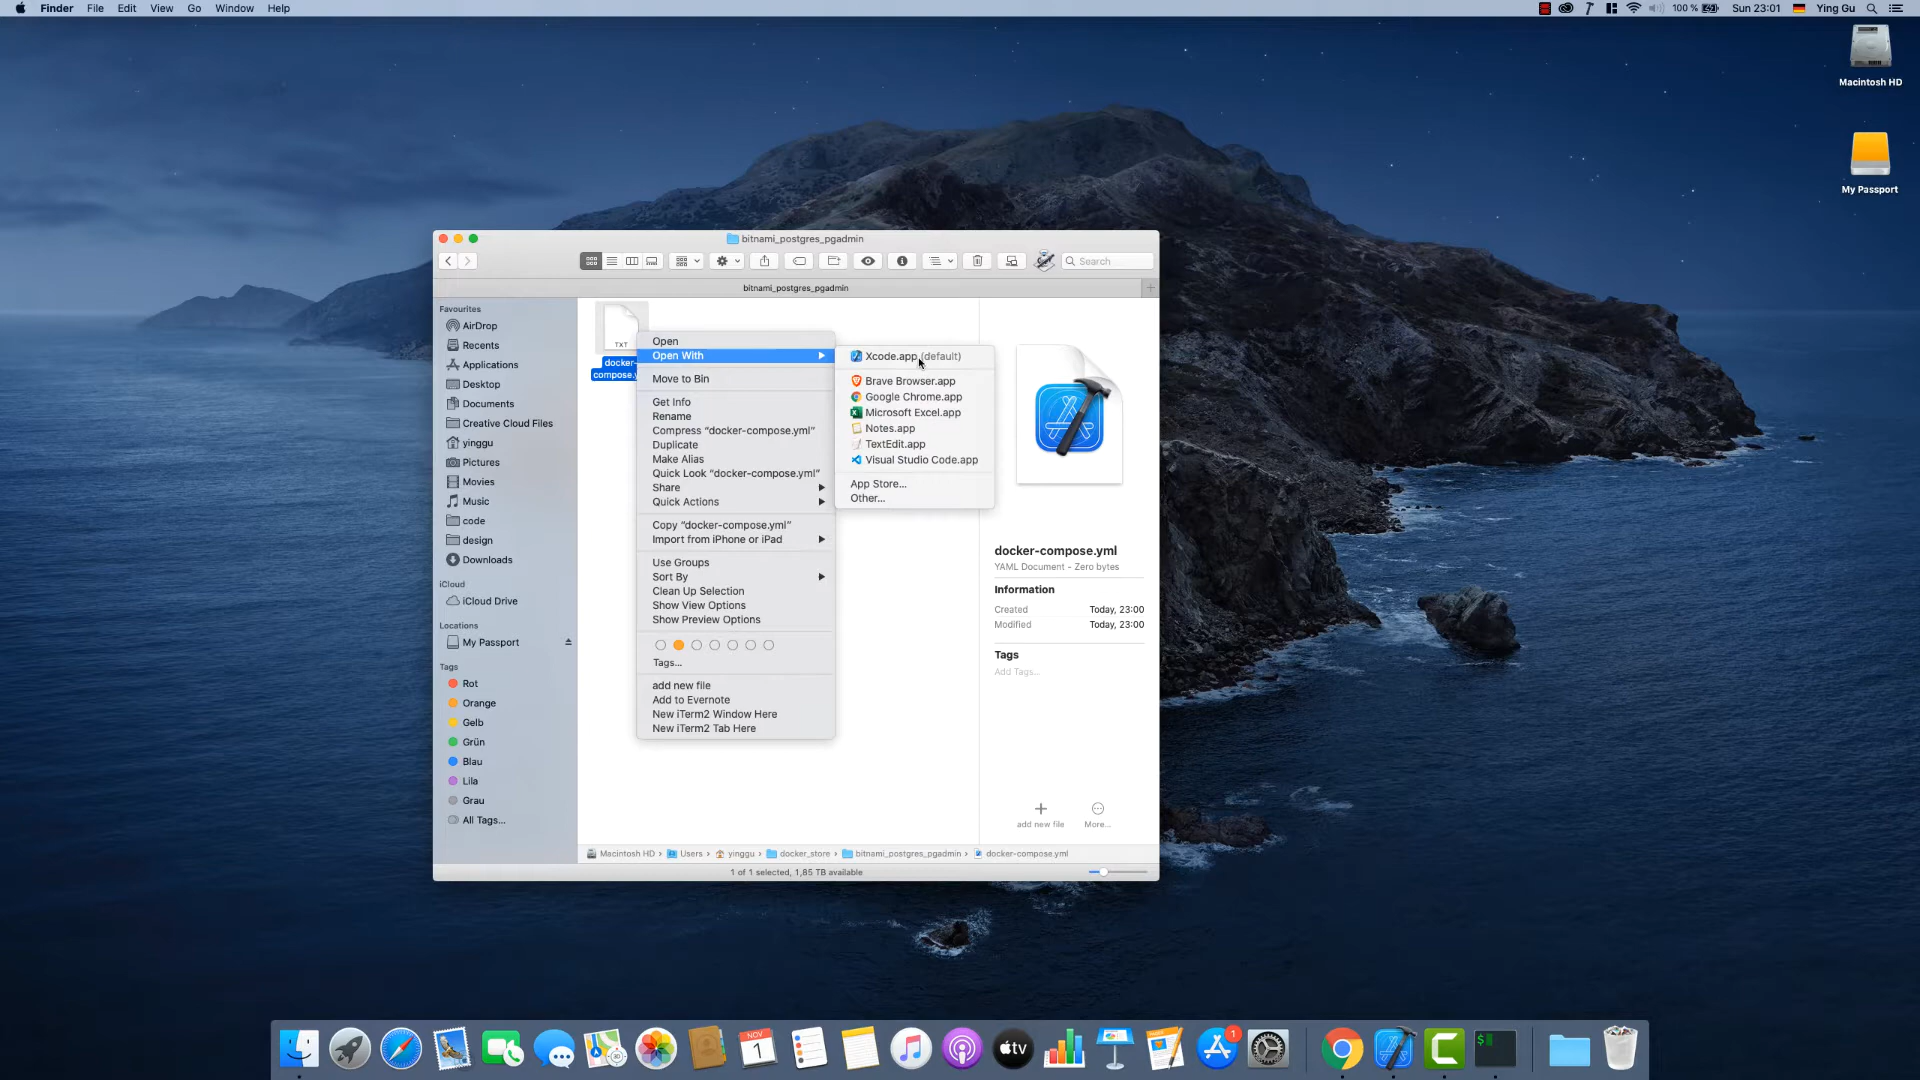 Finder File Edit View Go Window Help
100 % Sun 23:01 Ying Gu
Macintosh HD
My Passport
bitnami_postgres_pgadmin
Search
bitnami_postgres_pgadmin
Favourites
AirDrop
Recents
Applications
Desktop
Documents
Creative Cloud Files
yinggu
Pictures
Movies
Music
code
design
Downloads
iCloud
iCloud Drive
Locations
My Passport
Tags
Rot
Orange
Gelb
Grün
Blau
Lila
Grau
All Tags...
TXT
docker-
compose.y
Open
Open With
Move to Bin
Get Info
Rename
Compress “docker-compose.yml”
Duplicate
Make Alias
Quick Look “docker-compose.yml”
Share
Quick Actions
Copy “docker-compose.yml”
Import from iPhone or iPad
Use Groups
Sort By
Clean Up Selection
Show View Options
Show Preview Options
Tags...
add new file
Add to Evernote
New iTerm2 Window Here
New iTerm2 Tab Here
Xcode.app (default)
Brave Browser.app
Google Chrome.app
Microsoft Excel.app
Notes.app
TextEdit.app
Visual Studio Code.app
App Store...
Other...
docker-compose.yml
YAML Document - Zero bytes
Information
Created Today, 23:00
Modified Today, 23:00
Tags
Add Tags...
add new file More...
Macintosh HD › Users › yinggu › docker_store › bitnami_postgres_pgadmin › docker-compose.yml
1 of 1 selected, 1,85 TB available
NOV
1
tv
1
$